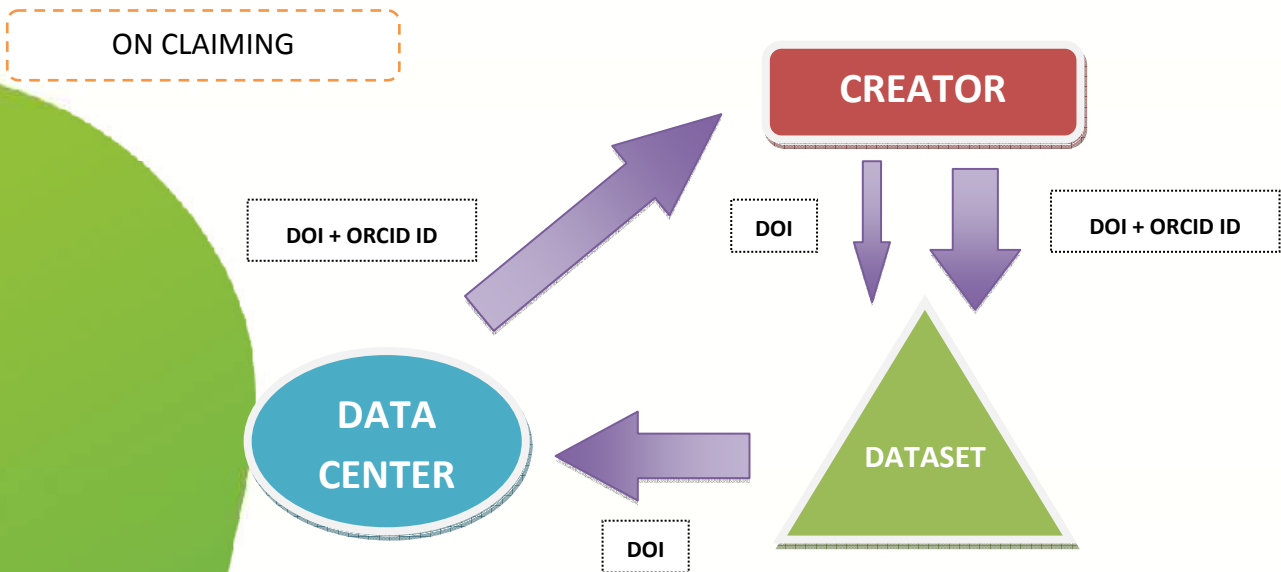 ON CLAIMING
CREATOR
DOI + ORCID ID
DOI
DOI + ORCID ID
DATA
CENTER
DATASET
DOI